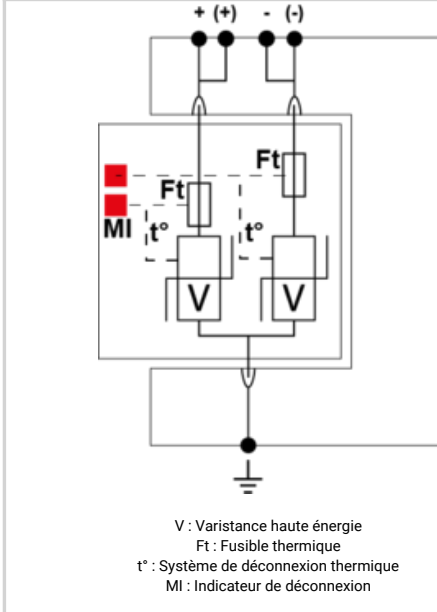 + (+) - (-)
Ft
Ft
MI t° t°
V V
V : Varistance haute énergie
Ft : Fusible thermique
t° : Système de déconnexion thermique
MI : Indicateur de déconnexion